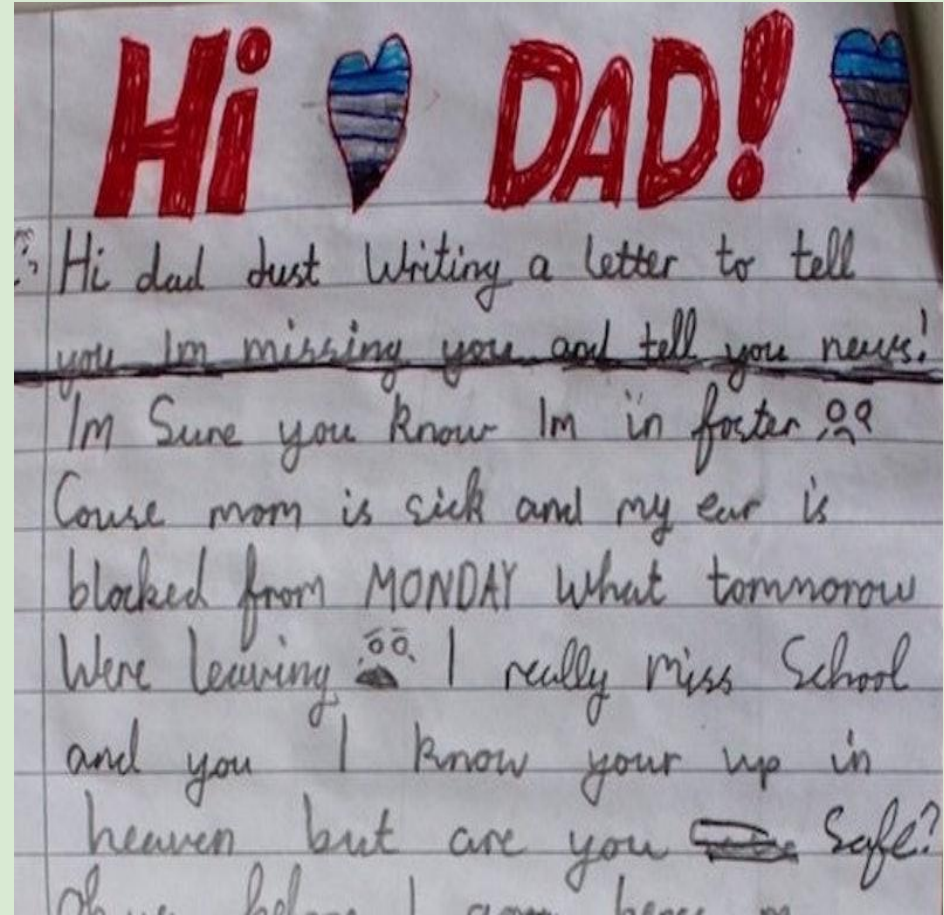 Hi DAD!
Hi dad Just Writing a letter to tell
you Im missing you and tell you news!
Im Sure you know Im in foster
Couse mom is sick and my ear is
blocked from MONDAY What tomnorow
Were leaving I really miss School
and you I know your up in
heaven but are you Safe?